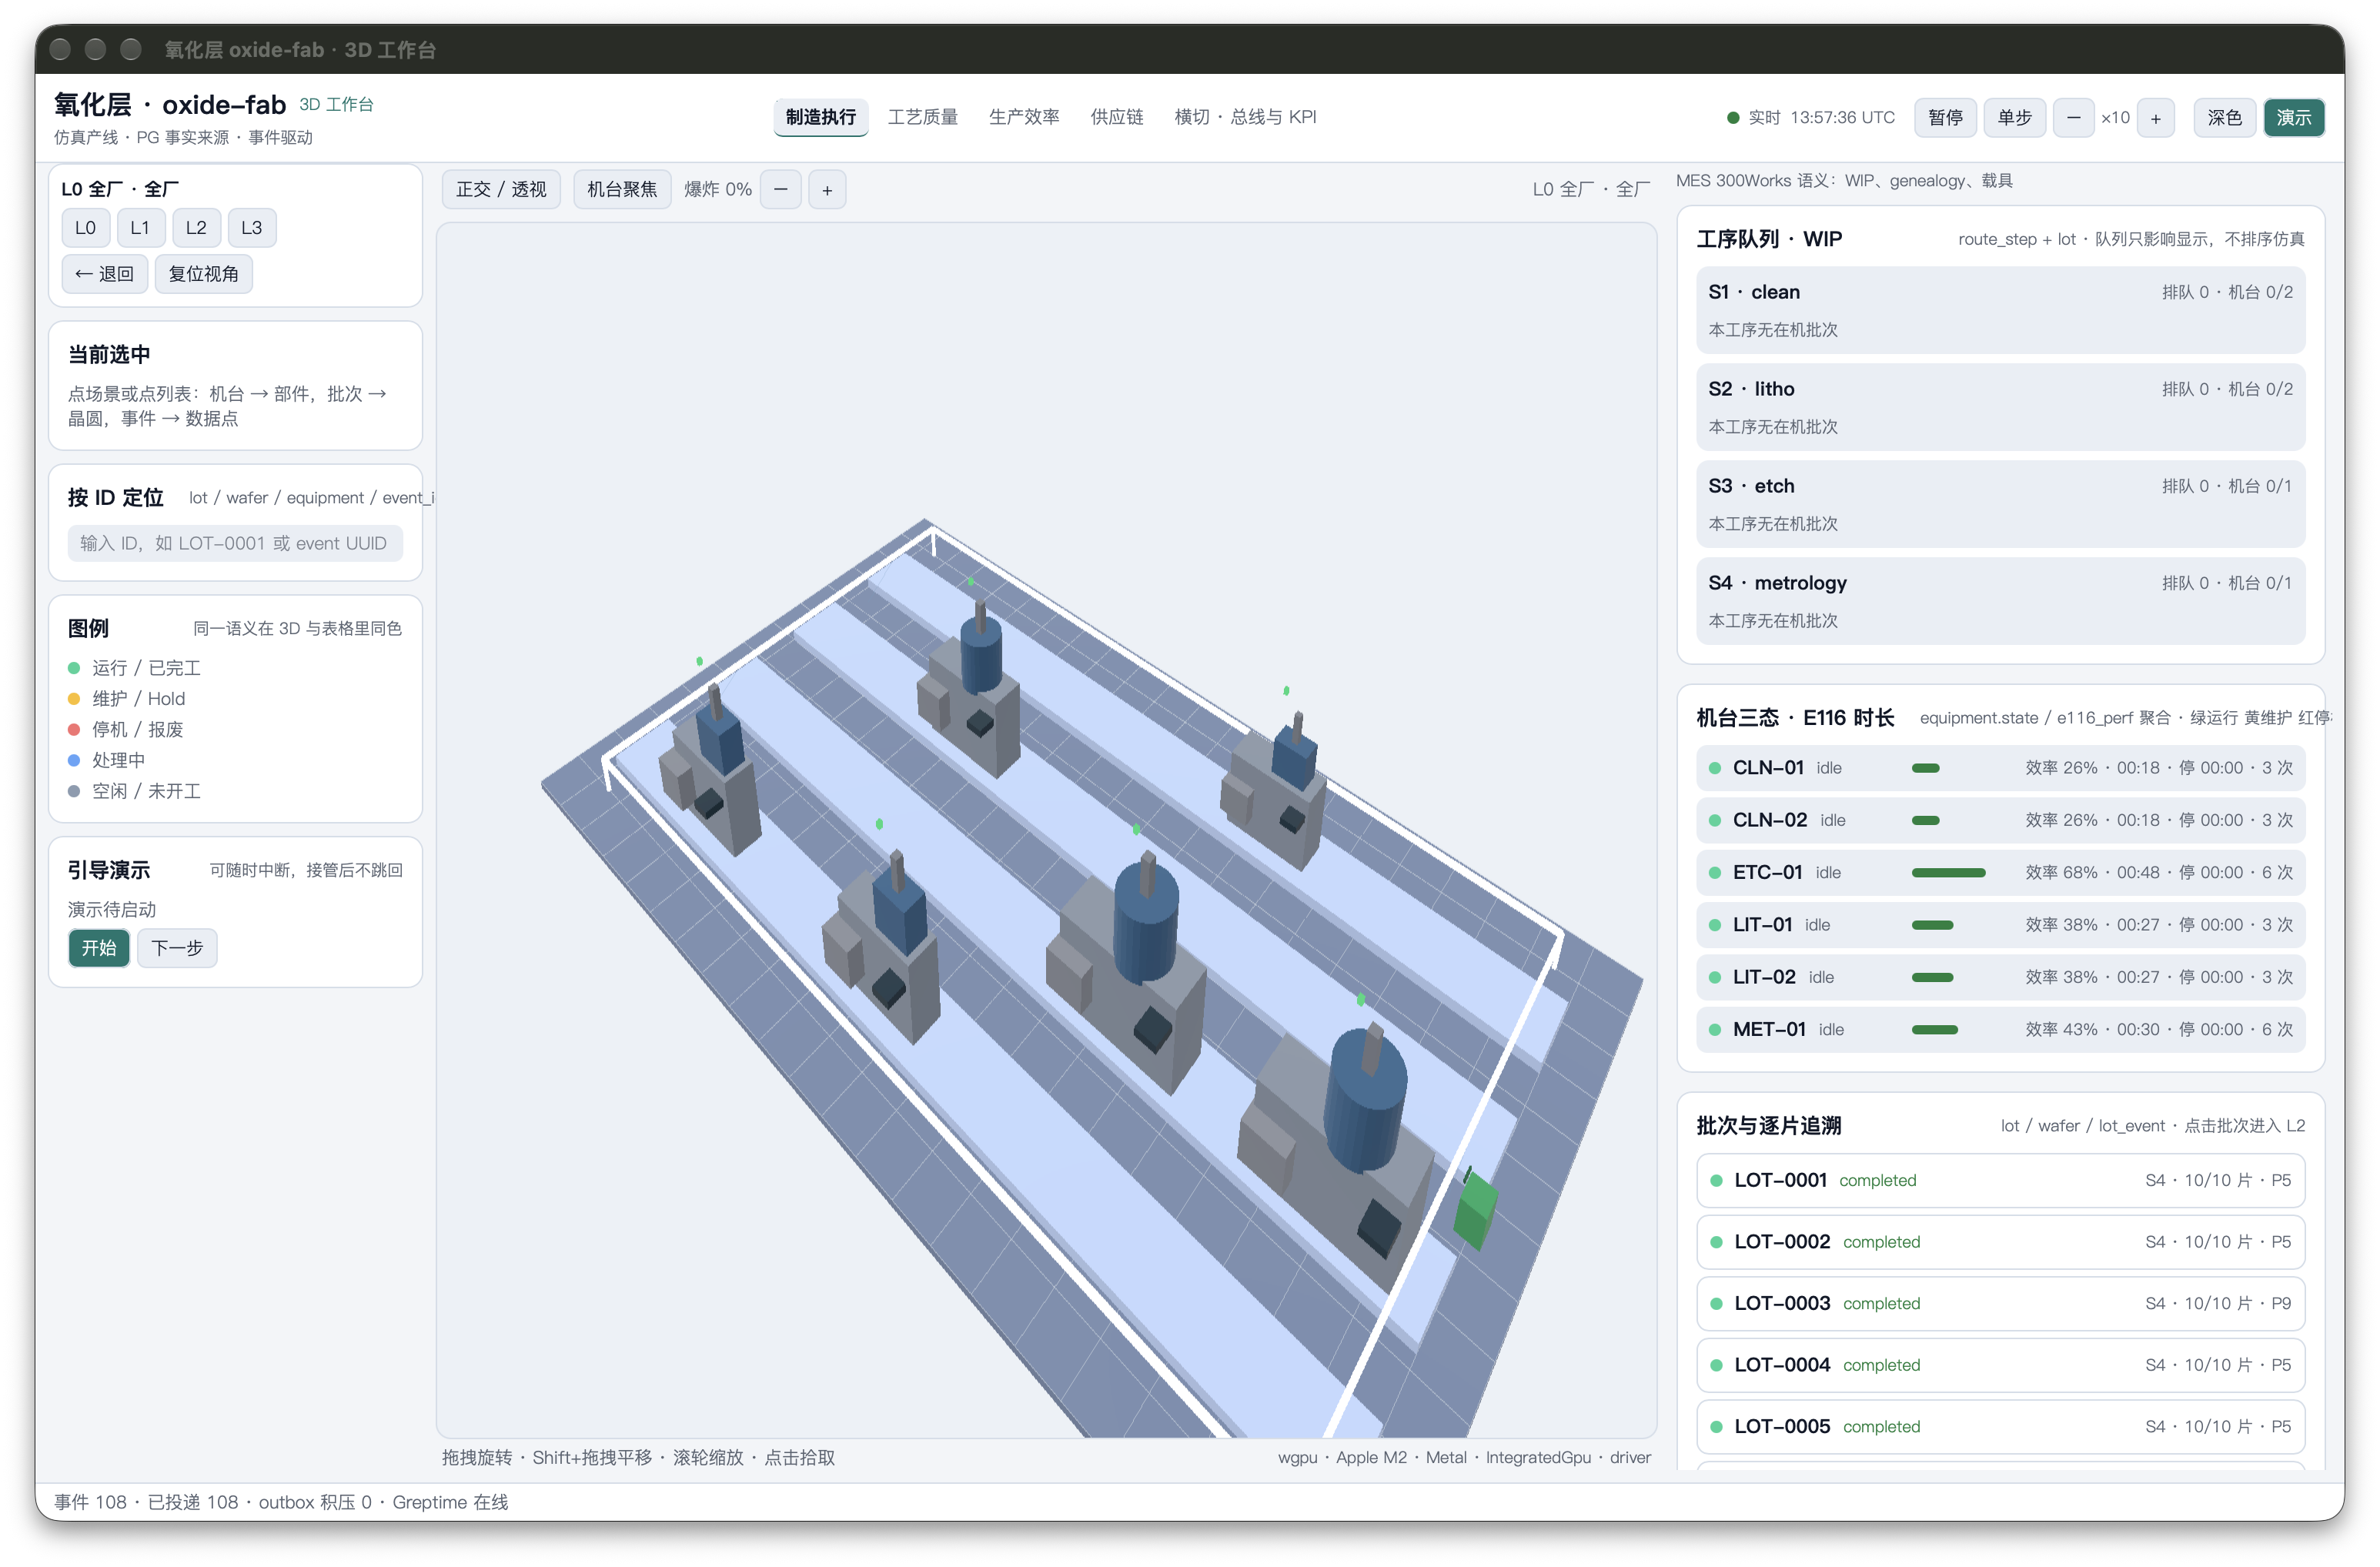 氧化层 oxide-fab · 3D 工作台
氧化层 · oxide-fab 3D 工作台
仿真产线 · PG 事实来源 · 事件驱动
制造执行 工艺质量 生产效率 供应链 横切 · 总线与 KPI
实时 13:57:36 UTC 暂停 单步 — ×10 + 深色 演示
L0 全厂 · 全厂
L0 L1 L2 L3
← 退回 复位视角
当前选中
点场景或点列表：机台 → 部件，批次 →
晶圆，事件 → 数据点
按 ID 定位 lot / wafer / equipment / event_i
输入 ID，如 LOT-0001 或 event UUID
图例 同一语义在 3D 与表格里同色
运行 / 已完工
维护 / Hold
停机 / 报废
处理中
空闲 / 未开工
引导演示 可随时中断，接管后不跳回
演示待启动
开始 下一步
正交 / 透视 机台聚焦 爆炸 0% — + L0 全厂 · 全厂
拖拽旋转 · Shift+拖拽平移 · 滚轮缩放 · 点击拾取 wgpu · Apple M2 · Metal · IntegratedGpu · driver
MES 300Works 语义：WIP、genealogy、载具
工序队列 · WIP route_step + lot · 队列只影响显示，不排序仿真
S1 · clean 排队 0 · 机台 0/2
本工序无在机批次
S2 · litho 排队 0 · 机台 0/2
本工序无在机批次
S3 · etch 排队 0 · 机台 0/1
本工序无在机批次
S4 · metrology 排队 0 · 机台 0/1
本工序无在机批次
机台三态 · E116 时长 equipment.state / e116_perf 聚合 · 绿运行 黄维护 红停
CLN-01 idle 效率 26% · 00:18 · 停 00:00 · 3 次
CLN-02 idle 效率 26% · 00:18 · 停 00:00 · 3 次
ETC-01 idle 效率 68% · 00:48 · 停 00:00 · 6 次
LIT-01 idle 效率 38% · 00:27 · 停 00:00 · 3 次
LIT-02 idle 效率 38% · 00:27 · 停 00:00 · 3 次
MET-01 idle 效率 43% · 00:30 · 停 00:00 · 6 次
批次与逐片追溯 lot / wafer / lot_event · 点击批次进入 L2
LOT-0001 completed S4 · 10/10 片 · P5
LOT-0002 completed S4 · 10/10 片 · P5
LOT-0003 completed S4 · 10/10 片 · P9
LOT-0004 completed S4 · 10/10 片 · P5
LOT-0005 completed S4 · 10/10 片 · P5
事件 108 · 已投递 108 · outbox 积压 0 · Greptime 在线